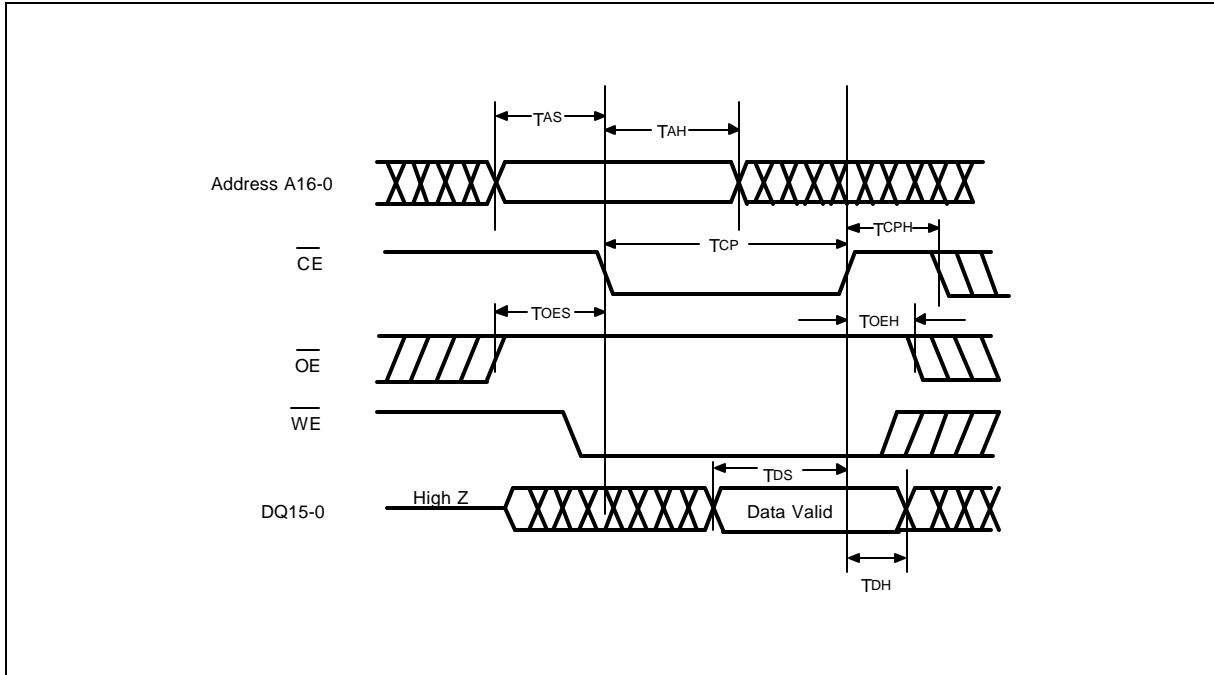 TAS
TAH
Address A16-0
TCPH
TCP
CE
TOES
TOEH
OE
WE
TDS
High Z
DQ15-0
Data Valid
TDH